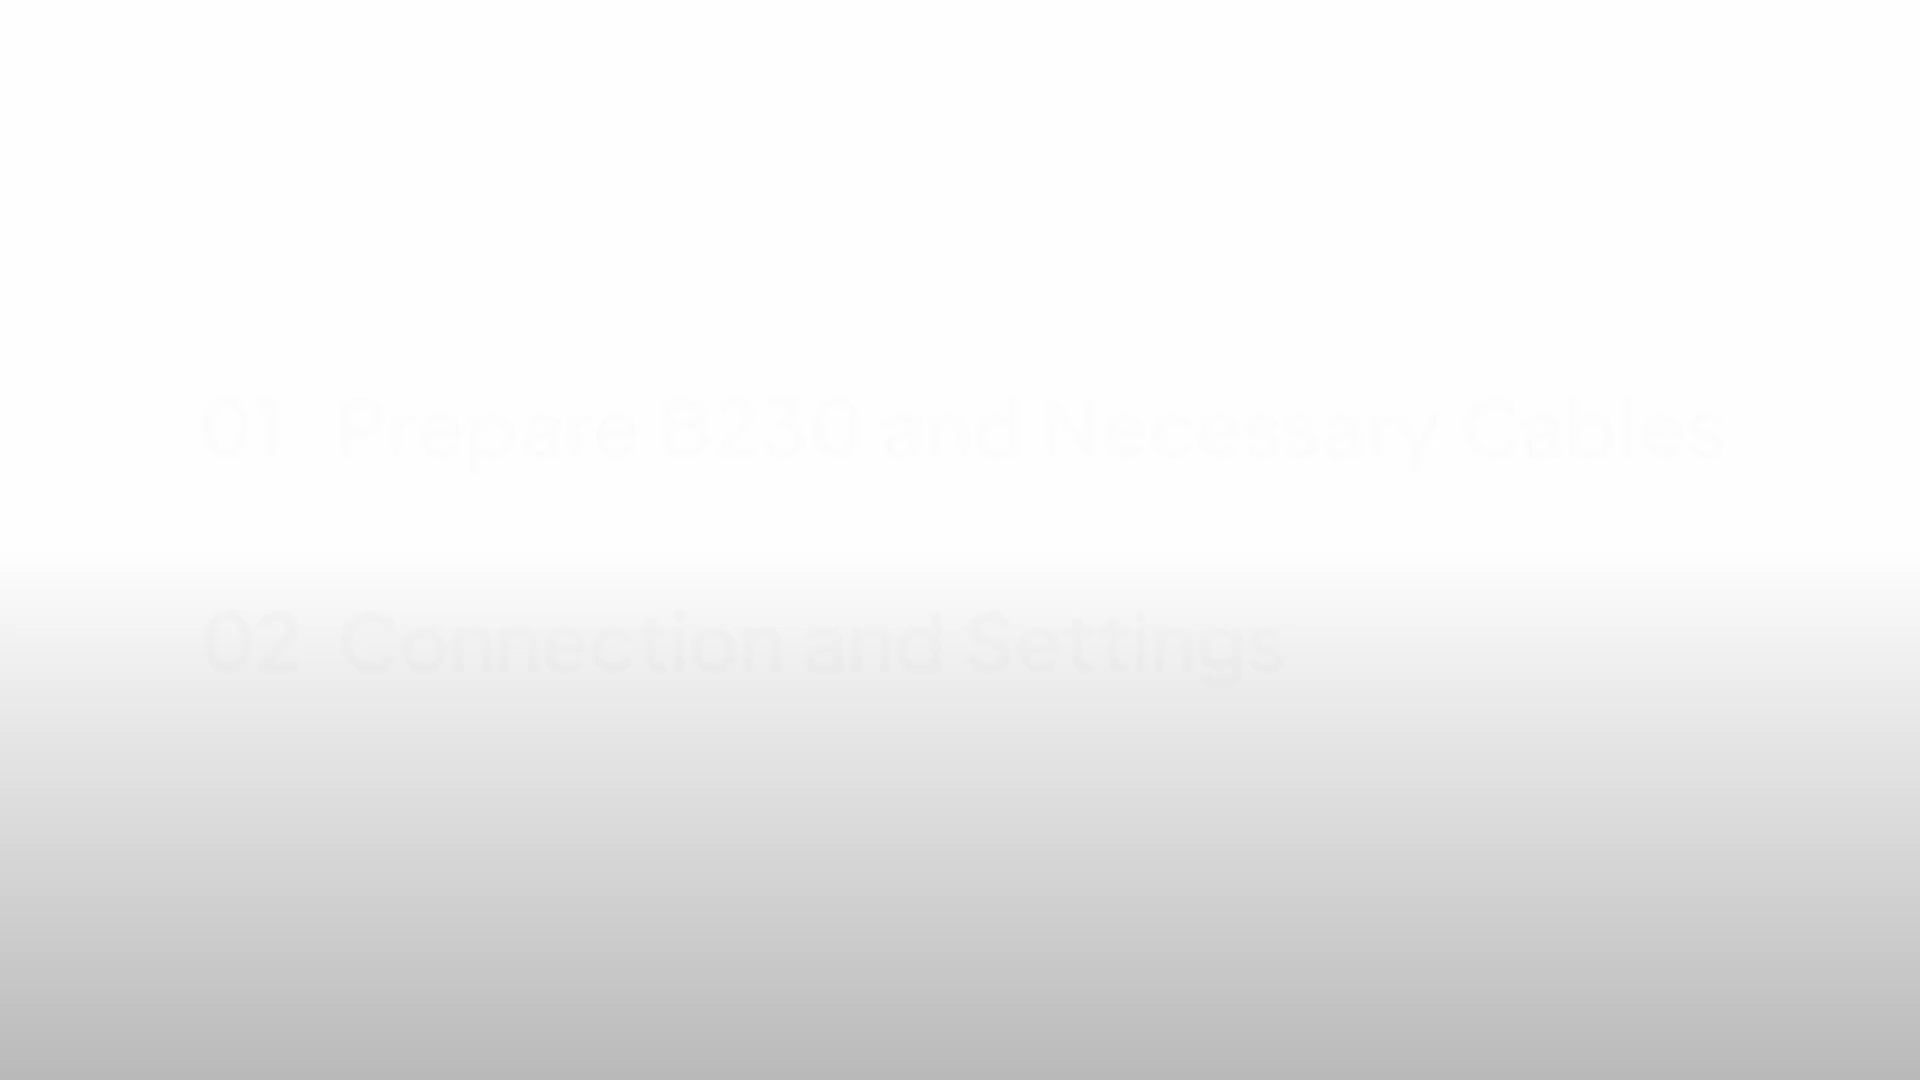 01 Prepare B230 and Necessary Cables
02 Connection and Settings